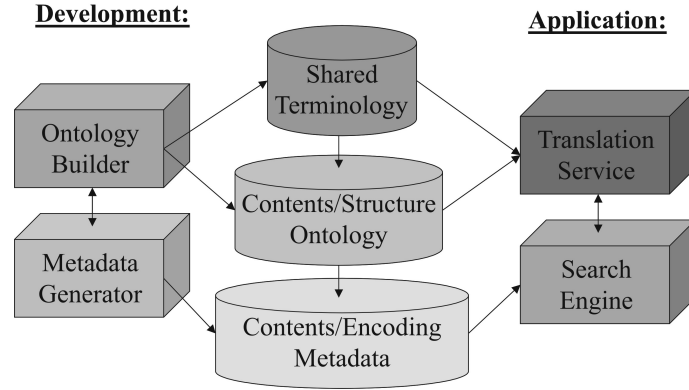 Development:
Application:
Shared
Terminology
Ontology
Builder
Translation
Service
Contents/Structure
Ontology
Metadata
Generator
Search
Engine
Contents/Encoding
Metadata